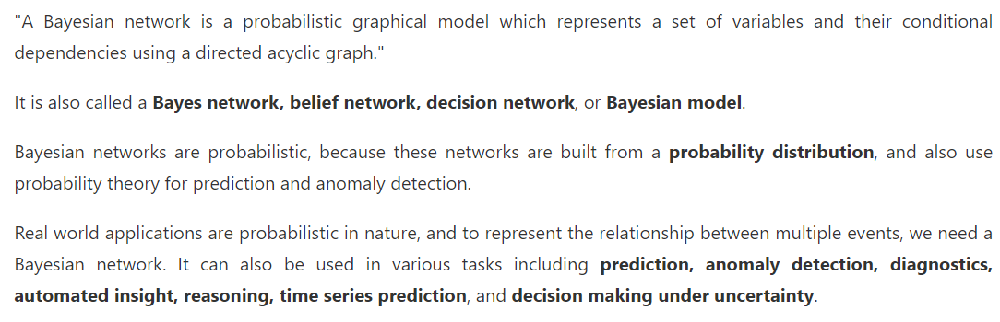 "A Bayesian network is a probabilistic graphical model which represents a set of variables and their conditional
dependencies using a directed acyclic graph."
It is also called a Bayes network, belief network, decision network, or Bayesian model.
Bayesian networks are probabilistic, because these networks are built from a probability distribution, and also use
probability theory for prediction and anomaly detection.
Real world applications are probabilistic in nature, and to represent the relationship between multiple events, we need a
Bayesian network. It can also be used in various tasks including prediction, anomaly detection, diagnostics,
automated insight, reasoning, time series prediction, and decision making under uncertainty.